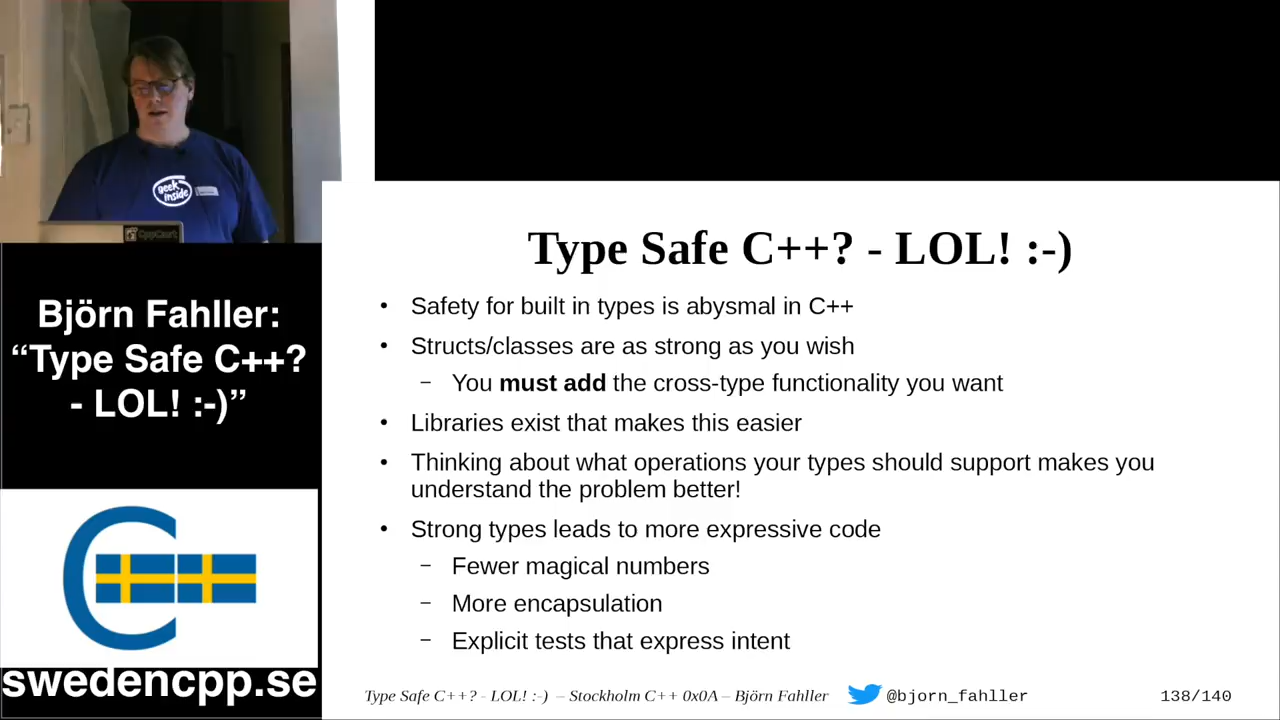 geek
inside
CppCast
Björn Fahller:
“Type Safe C++?
- LOL! :-)”
swedencpp.se
Type Safe C++? - LOL! :-)
• Safety for built in types is abysmal in C++
• Structs/classes are as strong as you wish
– You must add the cross-type functionality you want
• Libraries exist that makes this easier
• Thinking about what operations your types should support makes you
understand the problem better!
• Strong types leads to more expressive code
– Fewer magical numbers
– More encapsulation
– Explicit tests that express intent
Type Safe C++? - LOL! :-) – Stockholm C++ 0x0A – Björn Fahller
@bjorn_fahller
138/140